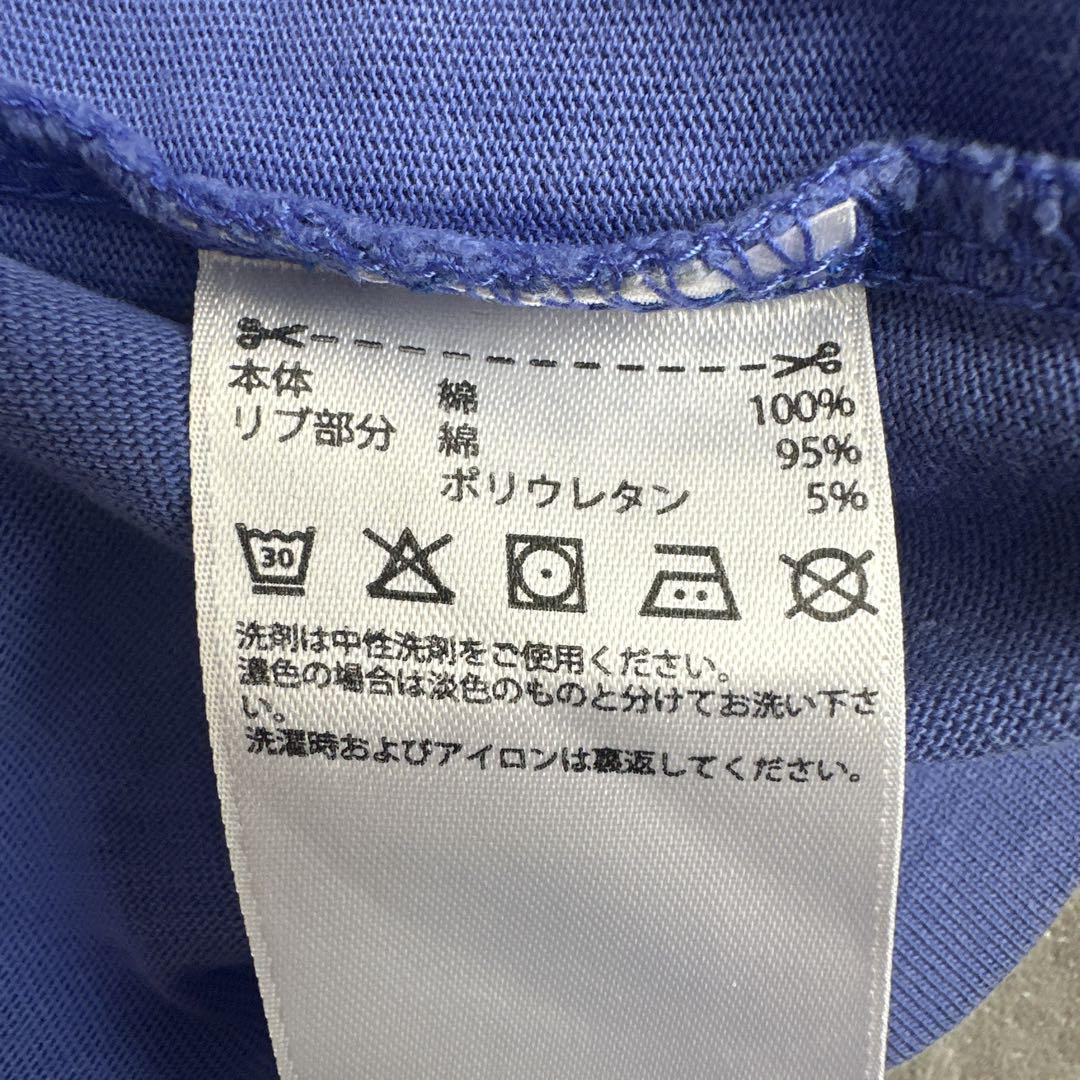 本体 綿 100%
リブ部分 綿 95%
ポリウレタン 5%
30
洗剤は中性洗剤をご使用ください。
濃色の場合は淡色のものと分けてお洗い下さ
い。
洗濯時およびアイロンは裏返してください。